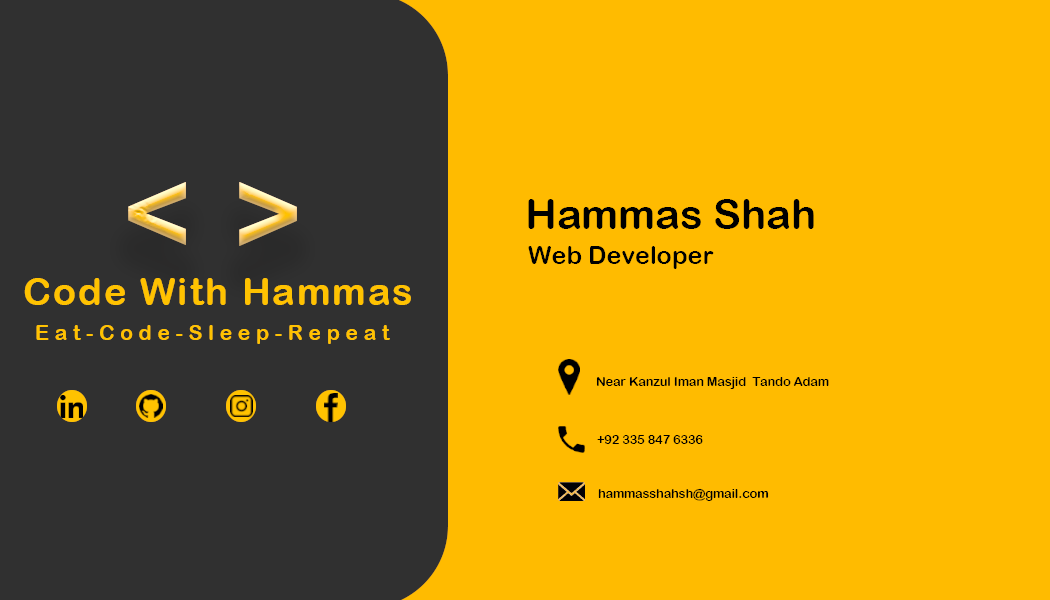 < >
Code With Hammas
Eat-Code-Sleep-Repeat
Hammas Shah
Web Developer
Near Kanzul Iman Masjid  Tando Adam
+92 335 847 6336
hammasshahsh@gmail.com